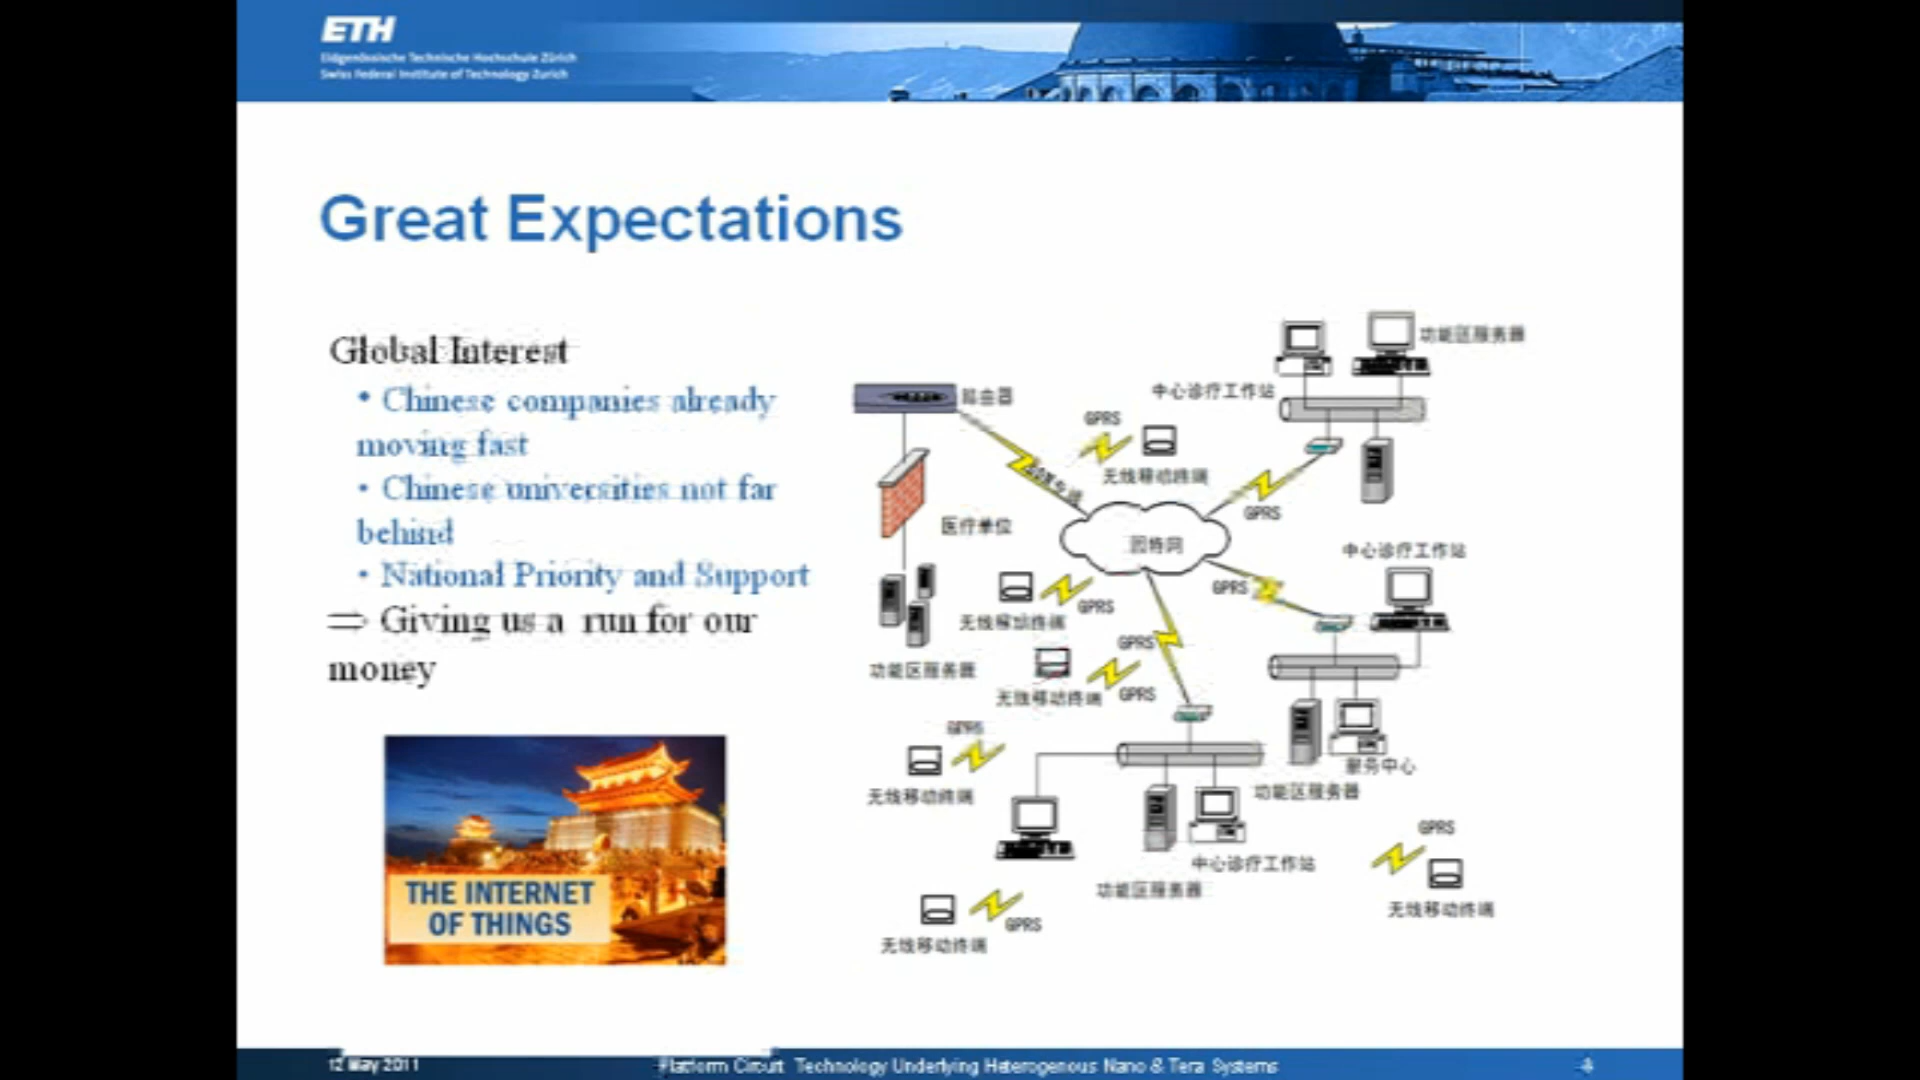 ETH
Eidgenössische Technische Hochschule Zürich
Swiss Federal Institute of Technology Zurich
Great Expectations
Global Interest
• Chinese companies already
moving fast
• Chinese universities not far
behind
• National Priority and Support
⇒ Giving us a run for our
money
THE INTERNET
OF THINGS
功能区服务器
中心诊疗工作站
路由器
GPRS
无线移动终端
GPRS
医疗单位
因特网
中心诊疗工作站
GPRS
GPRS
无线移动终端
GPRS
功能区服务器
无线移动终端
GPRS
GPRS
服务中心
功能区服务器
无线移动终端
GPRS
中心诊疗工作站
功能区服务器
无线移动终端
GPRS
无线移动终端
12 May 2011
Platform Circuit Technology Underlying Heterogenous Nano & Tera Systems